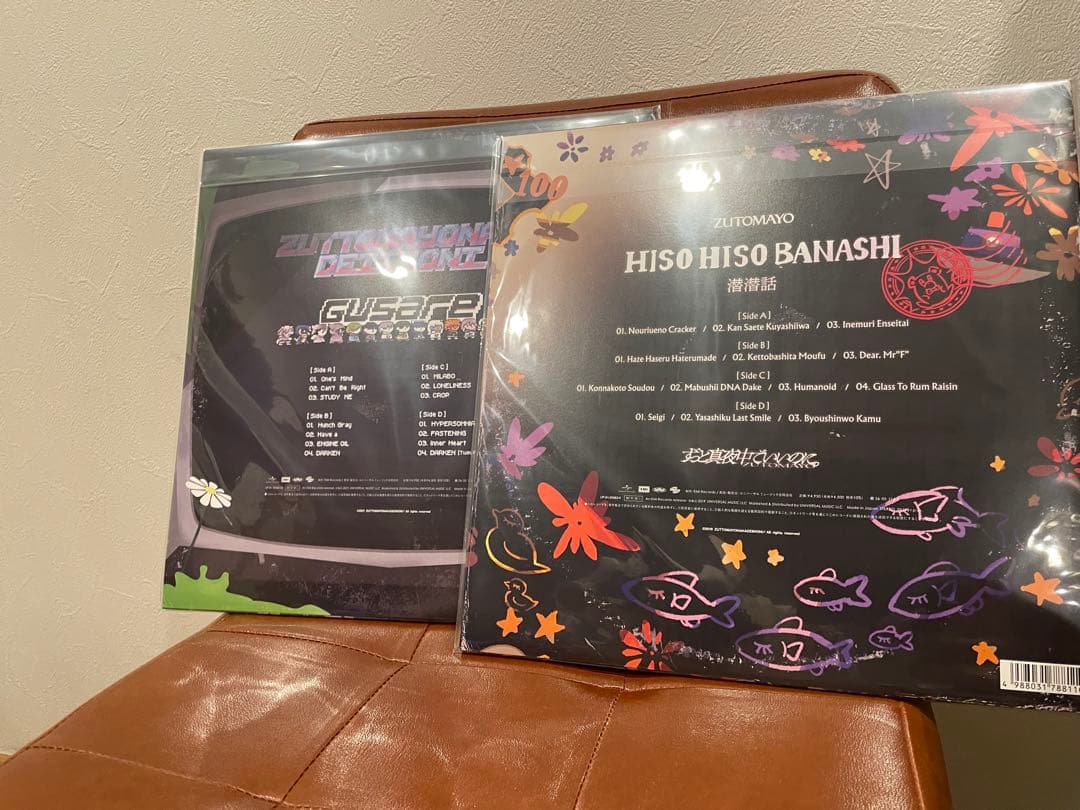 ZUTTOMAYONA
DEIIONI
GUSARE
[Side A]
01. One's Mind
02. Can't Be Right
03. STUDY ME
[Side B]
01. Hunch Gray
02. Have a
03. ENGINE OIL
04. DARKEN
[Side C]
01. MILABO
02. LONELINESS
03. CROP
[Side D]
01. HYPERSOMNIA
02. FASTENING
03. Inner Heart
04. DARKEN
100
ZUTOMAYO
HISO HISO BANASHI
潜潜話
[Side A]
01. Nouriueno Cracker / 02. Kan Saete Kuyashiiwa / 03. Inemuri Enseitai
[Side B]
01. Haze Haseru Haterumade / 02. Kettobashita Moufu / 03. Dear. Mr"F"
[Side C]
01. Konnakoto Soudou / 02. Mabushii DNA Dake / 03. Humanoid / 04. Glass To Rum Raisin
[Side D]
01. Seigi / 02. Yasashiku Last Smile / 03. Byoushinwo Kamu
ずっと真夜中でいいのに。
ZUTOMAYO
4 988031 78811